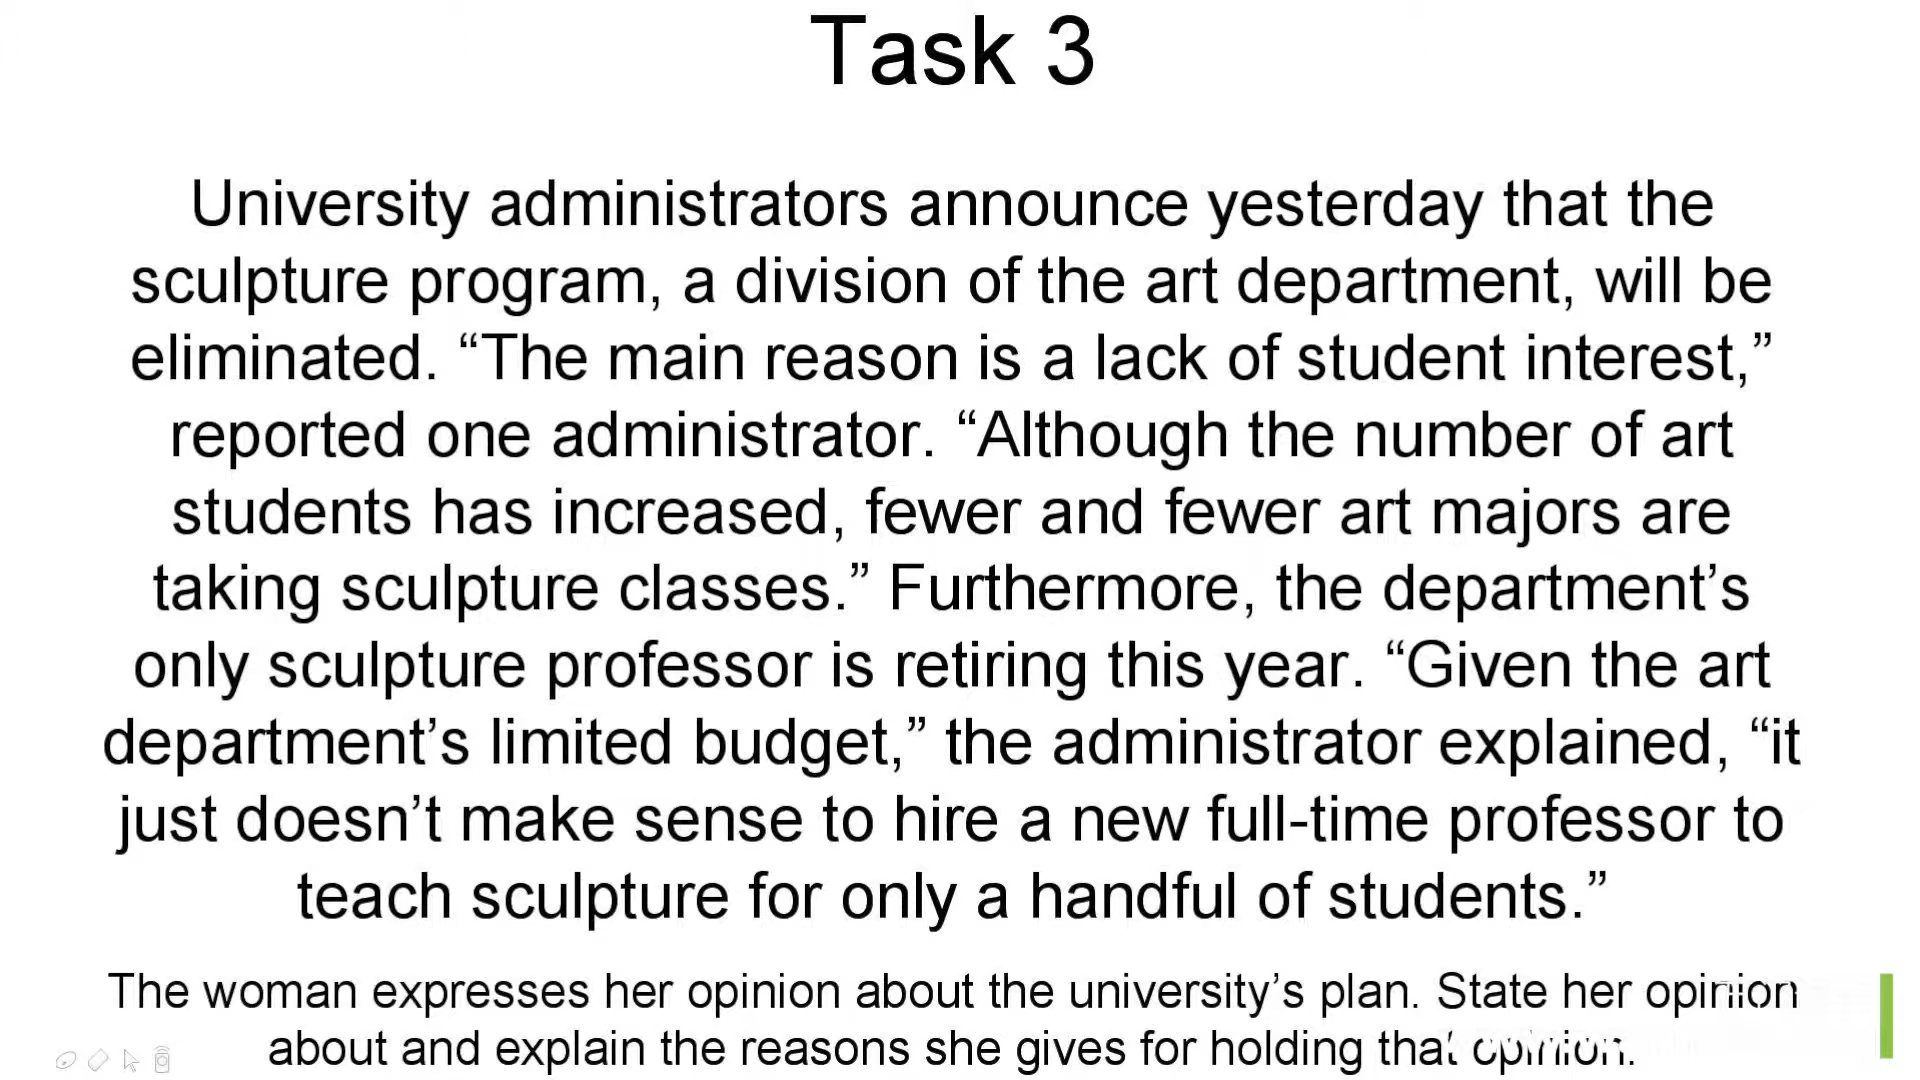 Task 3
University administrators announce yesterday that the
sculpture program, a division of the art department, will be
eliminated. “The main reason is a lack of student interest,”
reported one administrator. “Although the number of art
students has increased, fewer and fewer art majors are
taking sculpture classes.” Furthermore, the department’s
only sculpture professor is retiring this year. “Given the art
department’s limited budget,” the administrator explained, “it
just doesn’t make sense to hire a new full-time professor to
teach sculpture for only a handful of students.”
The woman expresses her opinion about the university’s plan. State her opinion
about and explain the reasons she gives for holding that opinion.